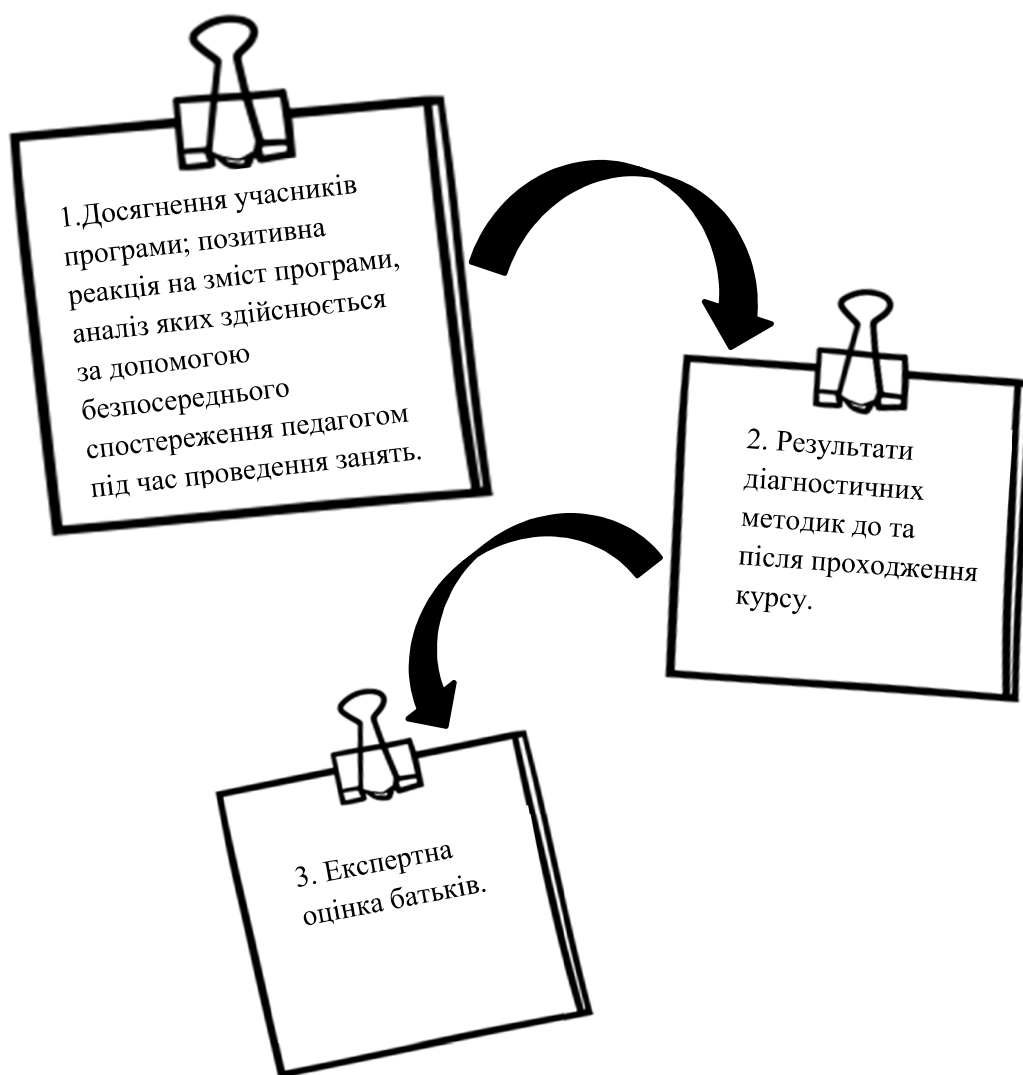 1.Досягнення учасників
програми; позитивна
реакція на зміст програми,
аналіз яких здійснюється
за допомогою
безпосереднього
спостереження педагогом
під час проведення занять.
2. Результати
діагностичних
методик до та
після проходження
курсу.
3. Експертна
оцінка батьків.